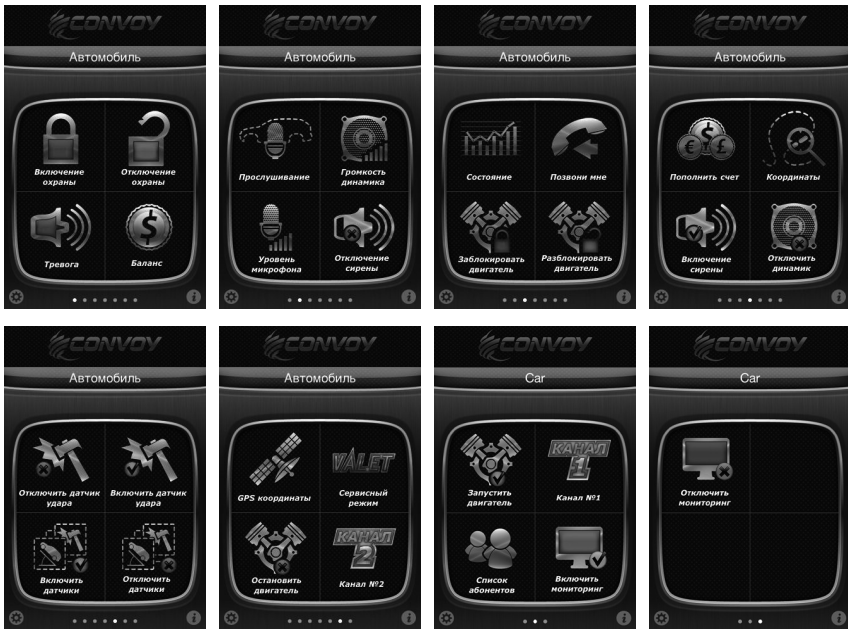 CONVOY
Автомобиль
Включение
охраны
Отключение
охраны
Тревога
Баланс
CONVOY
Автомобиль
Прослушивание
Громкость
динамика
Уровень
микрофона
Отключение
сирены
CONVOY
Автомобиль
Состояние
Позвони мне
Заблокировать
двигатель
Разблокировать
двигатель
CONVOY
Автомобиль
Пополнить счет
Координаты
Включение
сирены
Отключить
динамик
CONVOY
Автомобиль
Отключить датчик
удара
Включить датчик
удара
Включить
датчики
Отключить
датчики
CONVOY
Автомобиль
GPS координаты
VALET
Сервисный
режим
Остановить
двигатель
КАНАЛ
2
Канал №2
CONVOY
Car
Запустить
двигатель
КАНАЛ
1
Канал №1
Список
абонентов
Включить
мониторинг
CONVOY
Car
Отключить
мониторинг